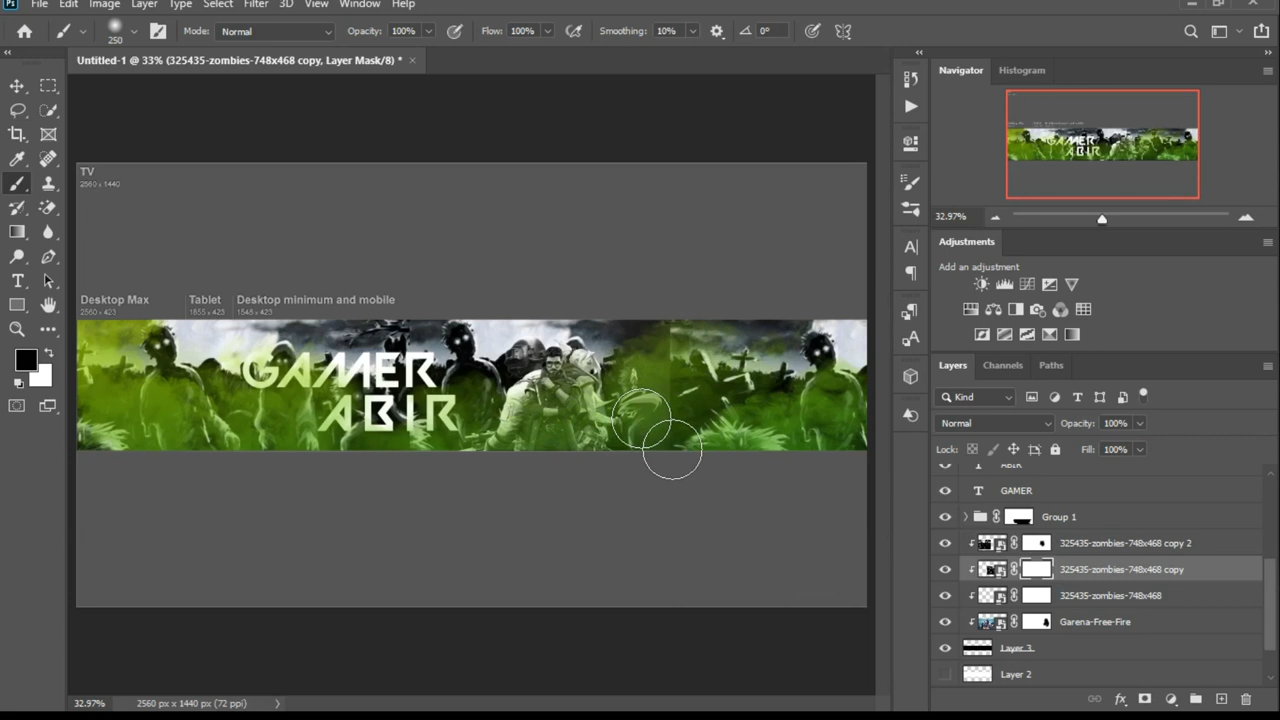 Ps File Edit Image Layer Type Select Filter 3D View Window Help
250 Mode: Normal Opacity: 100% Flow: 100% Smoothing: 10% 0°
Untitled-1 @ 33% (325435-zombies-748x468 copy, Layer Mask/8) * ×
Navigator Histogram
TV
2560 x 1440
32.97%
Adjustments
Add an adjustment
Desktop Max Tablet Desktop minimum and mobile
2560 x 423 1855 x 423 1548 x 423
GAMER
ABIR
Layers Channels Paths
Kind
Normal Opacity: 100%
Lock: Fill: 100%
ABIR
GAMER
Group 1
325435-zombies-748x468 copy 2
325435-zombies-748x468 copy
325435-zombies-748x468
Garena-Free-Fire
Layer 3
Layer 2
32.97% 2560 px x 1440 px (72 ppi)